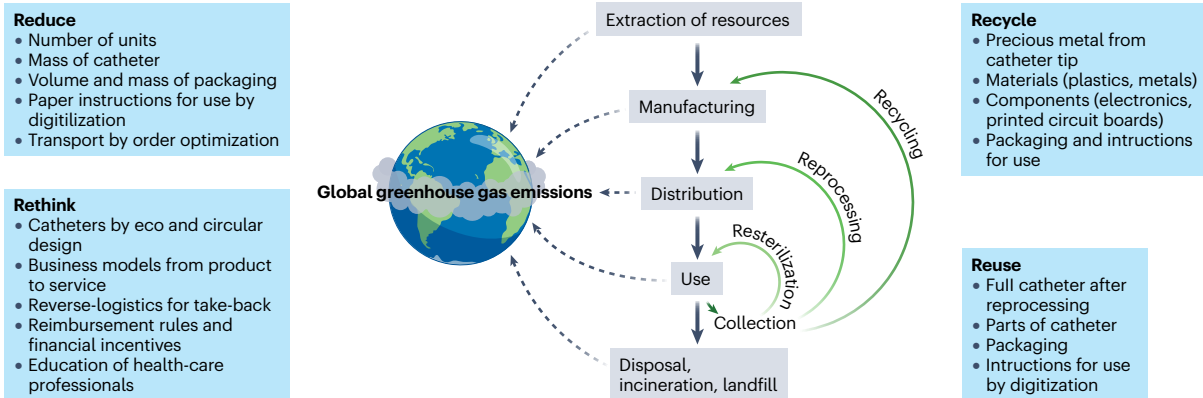 Reduce
• Number of units
• Mass of catheter
• Volume and mass of packaging
• Paper instructions for use by
digitilization
• Transport by order optimization
Rethink
• Catheters by eco and circular
design
• Business models from product
to service
• Reverse-logistics for take-back
• Reimbursement rules and
financial incentives
• Education of health-care
professionals
Global greenhouse gas emissions
Extraction of resources
Manufacturing
Distribution
Use
Collection
Disposal,
incineration, landfill
Resterilization
Reprocessing
Recycling
Recycle
• Precious metal from
catheter tip
• Materials (plastics, metals)
• Components (electronics,
printed circuit boards)
• Packaging and intructions
for use
Reuse
• Full catheter after
reprocessing
• Parts of catheter
• Packaging
• Intructions for use
by digitization